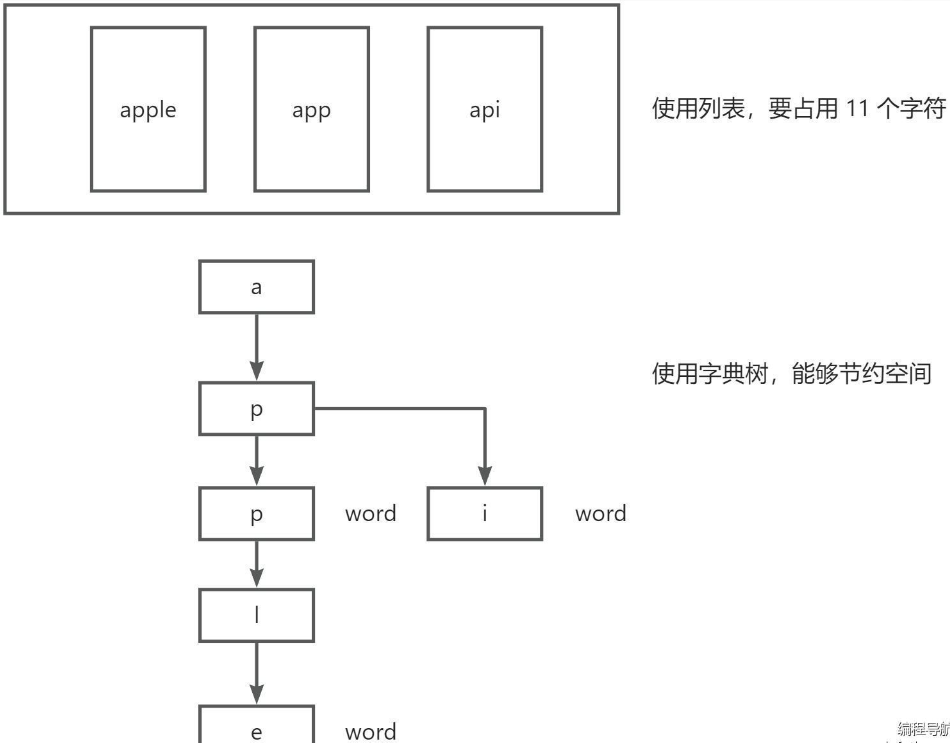 apple app api 使用列表，要占用 11 个字符
a
使用字典树，能够节约空间
p
p word i word
l
e word
编程导航